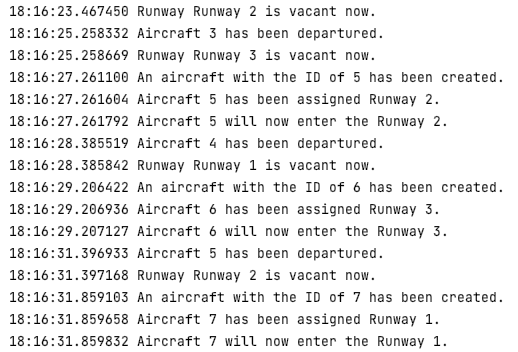 18:16:23.467450 Runway Runway 2 is vacant now.
18:16:25.258332 Aircraft 3 has been departured.
18:16:25.258669 Runway Runway 3 is vacant now.
18:16:27.261100 An aircraft with the ID of 5 has been created.
18:16:27.261604 Aircraft 5 has been assigned Runway 2.
18:16:27.261792 Aircraft 5 will now enter the Runway 2.
18:16:28.385519 Aircraft 4 has been departured.
18:16:28.385842 Runway Runway 1 is vacant now.
18:16:29.206422 An aircraft with the ID of 6 has been created.
18:16:29.206936 Aircraft 6 has been assigned Runway 3.
18:16:29.207127 Aircraft 6 will now enter the Runway 3.
18:16:31.396933 Aircraft 5 has been departured.
18:16:31.397168 Runway Runway 2 is vacant now.
18:16:31.859103 An aircraft with the ID of 7 has been created.
18:16:31.859658 Aircraft 7 has been assigned Runway 1.
18:16:31.859832 Aircraft 7 will now enter the Runway 1.